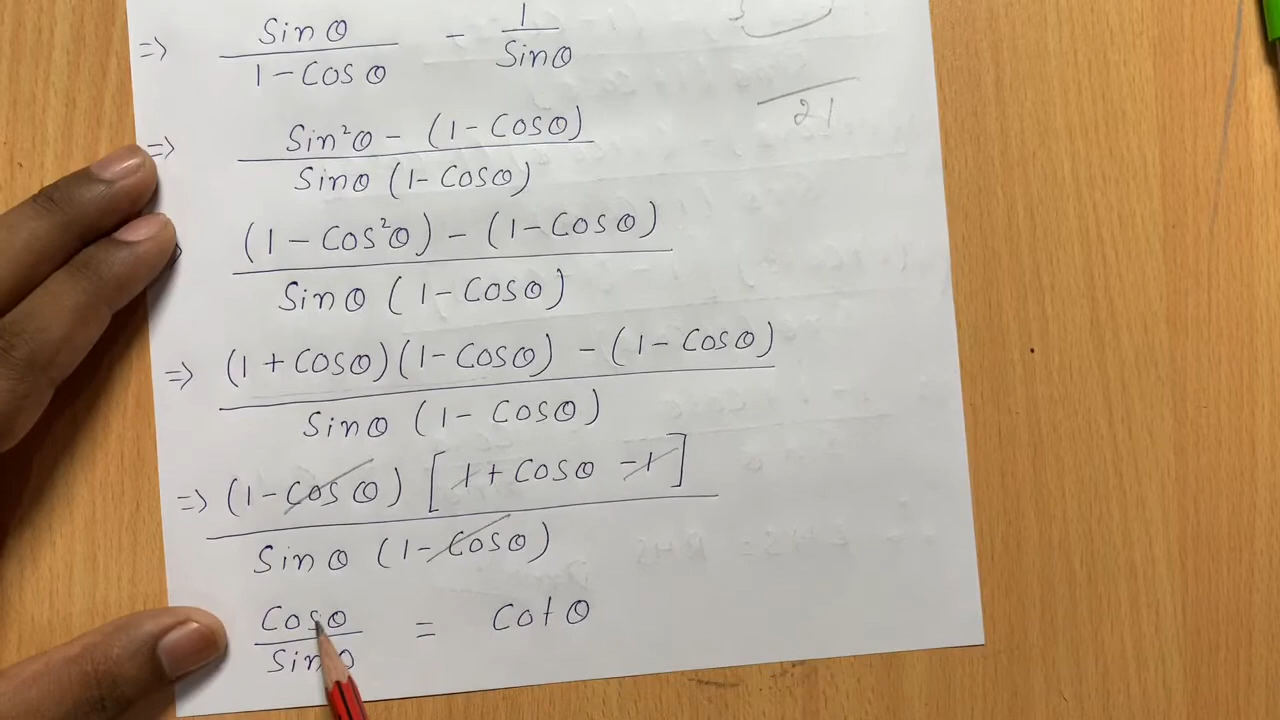 => Sinθ / 1 - Cosθ - 1 / Sinθ
=> Sin²θ - (1 - Cosθ) / Sinθ (1 - Cosθ)
(1 - Cos²θ) - (1 - Cosθ) / Sinθ (1 - Cosθ)
=> (1 + Cosθ)(1 - Cosθ) - (1 - Cosθ) / Sinθ (1 - Cosθ)
=> (1 - Cosθ) [1 + Cosθ - 1] / Sinθ (1 - Cosθ)
Cosθ / Sinθ = Cotθ
21